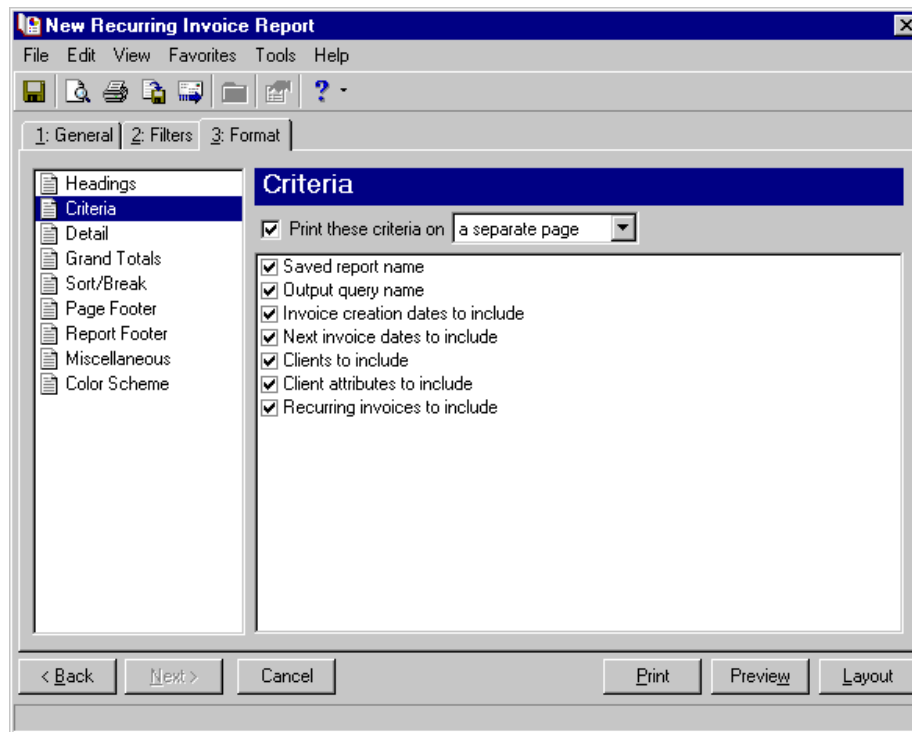 New Recurring Invoice Report
File Edit View Favorites Tools Help
?
1: General 2: Filters 3: Format
Headings
Criteria
Detail
Grand Totals
Sort/Break
Page Footer
Report Footer
Miscellaneous
Color Scheme
Criteria
Print these criteria on a separate page
Saved report name
Output query name
Invoice creation dates to include
Next invoice dates to include
Clients to include
Client attributes to include
Recurring invoices to include
< Back Next > Cancel Print Preview Layout